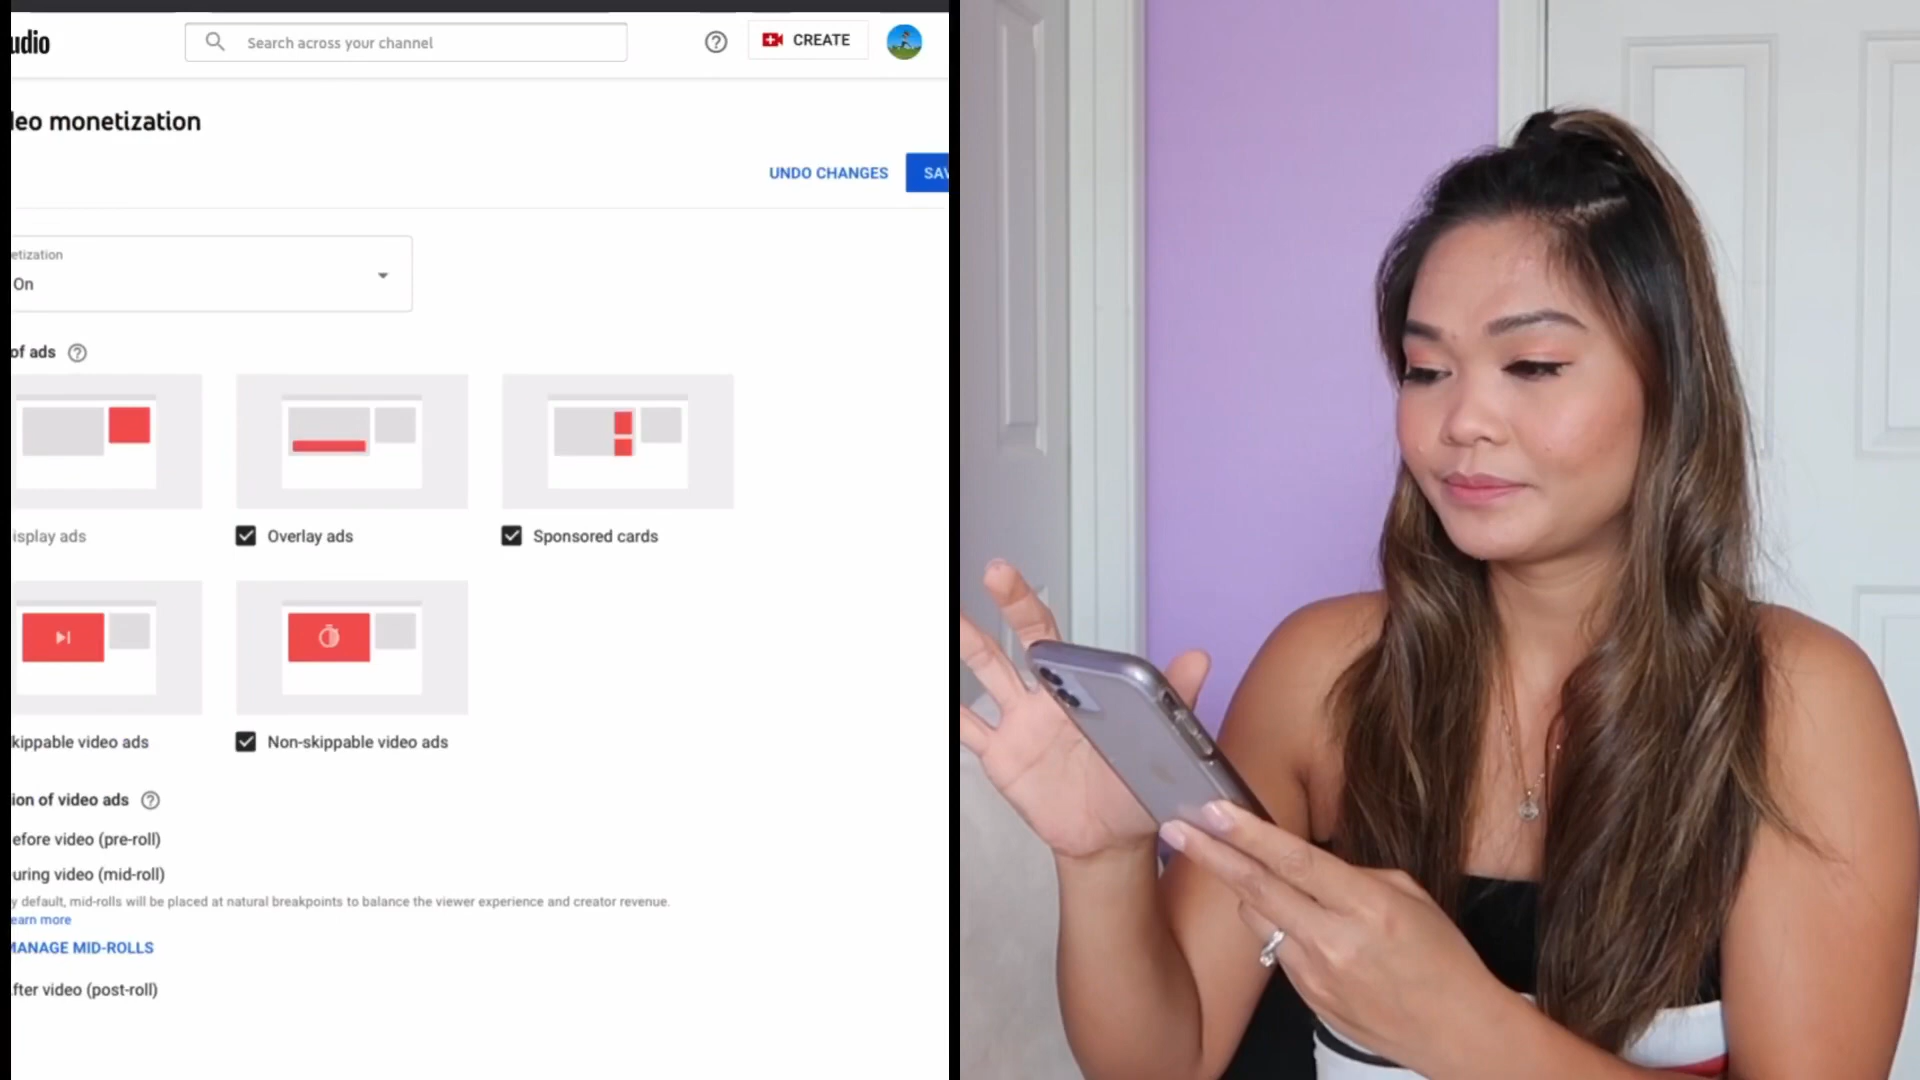 udio
Search across your channel
CREATE
leo monetization
UNDO CHANGES
SAV
etization
On
of ads
isplay ads
Overlay ads
Sponsored cards
kippable video ads
Non-skippable video ads
ion of video ads
efore video (pre-roll)
uring video (mid-roll)
y default, mid-rolls will be placed at natural breakpoints to balance the viewer experience and creator revenue.
earn more
MANAGE MID-ROLLS
fter video (post-roll)